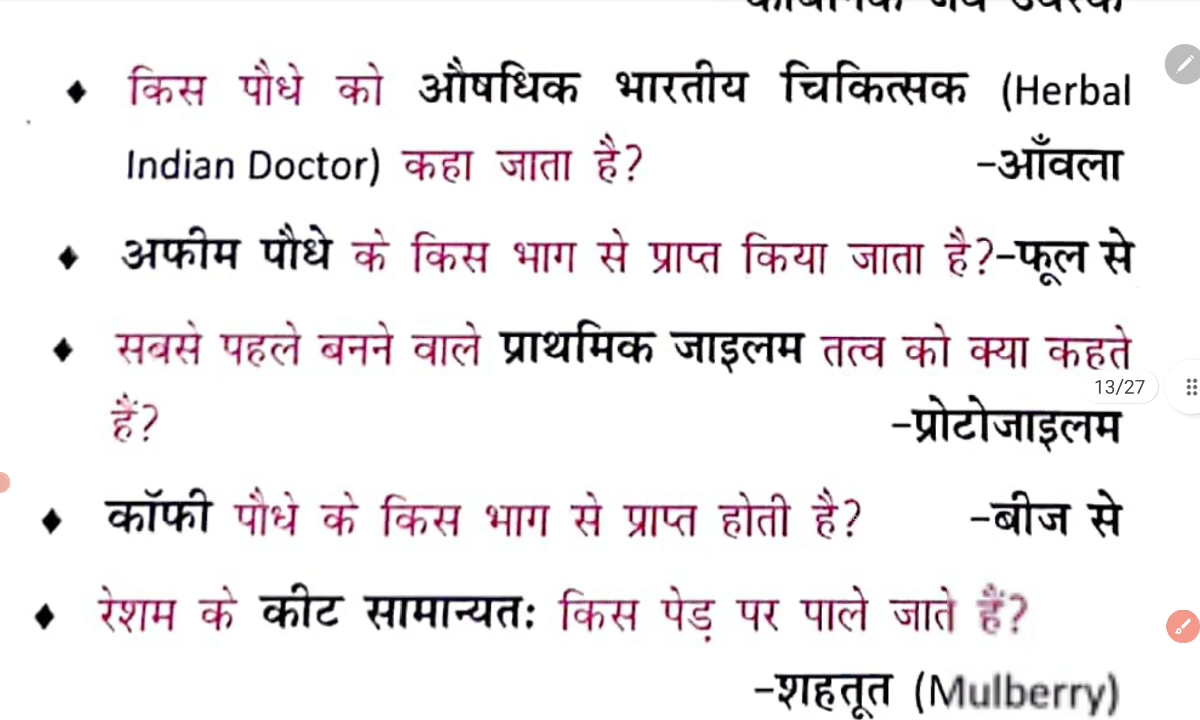 ♦ किस पौधे को औषधिक भारतीय चिकित्सक (Herbal
Indian Doctor) कहा जाता है? -आँवला
♦ अफीम पौधे के किस भाग से प्राप्त किया जाता है?-फूल से
♦ सबसे पहले बनने वाले प्राथमिक जाइलम तत्व को क्या कहते
हैं? -प्रोटोजाइलम
13/27
♦ कॉफी पौधे के किस भाग से प्राप्त होती है? -बीज से
♦ रेशम के कीट सामान्यतः किस पेड़ पर पाले जाते हैं?
-शहतूत (Mulberry)